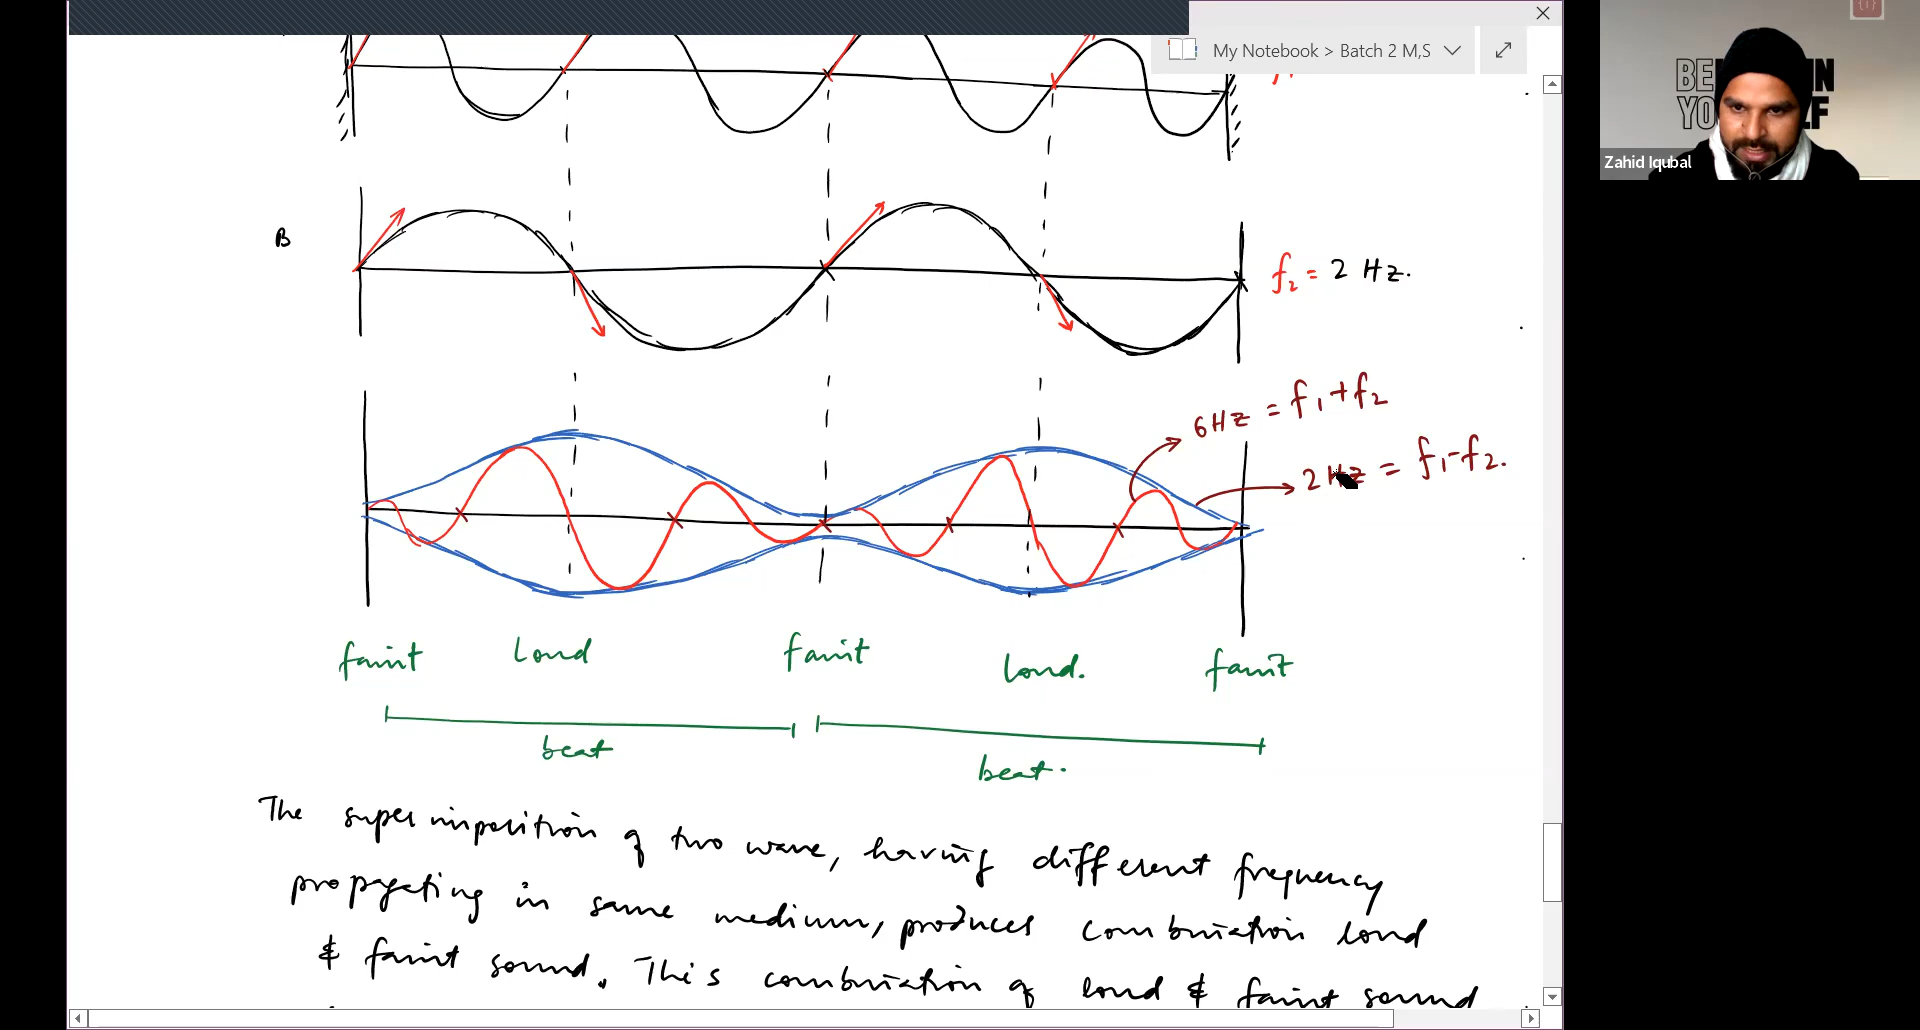 My Notebook > Batch 2 M,S
BE
IN
YO
F
Zahid Iqubal
B
f₂ = 2 Hz.
6Hz = f₁+f₂
2Hz = f₁-f₂.
faint Loud faint Loud. faint
beat beat.
The superimposition of two wave, having different frequency
propagating in same medium, produces combination loud
& faint sound. This combination of loud & faint sound